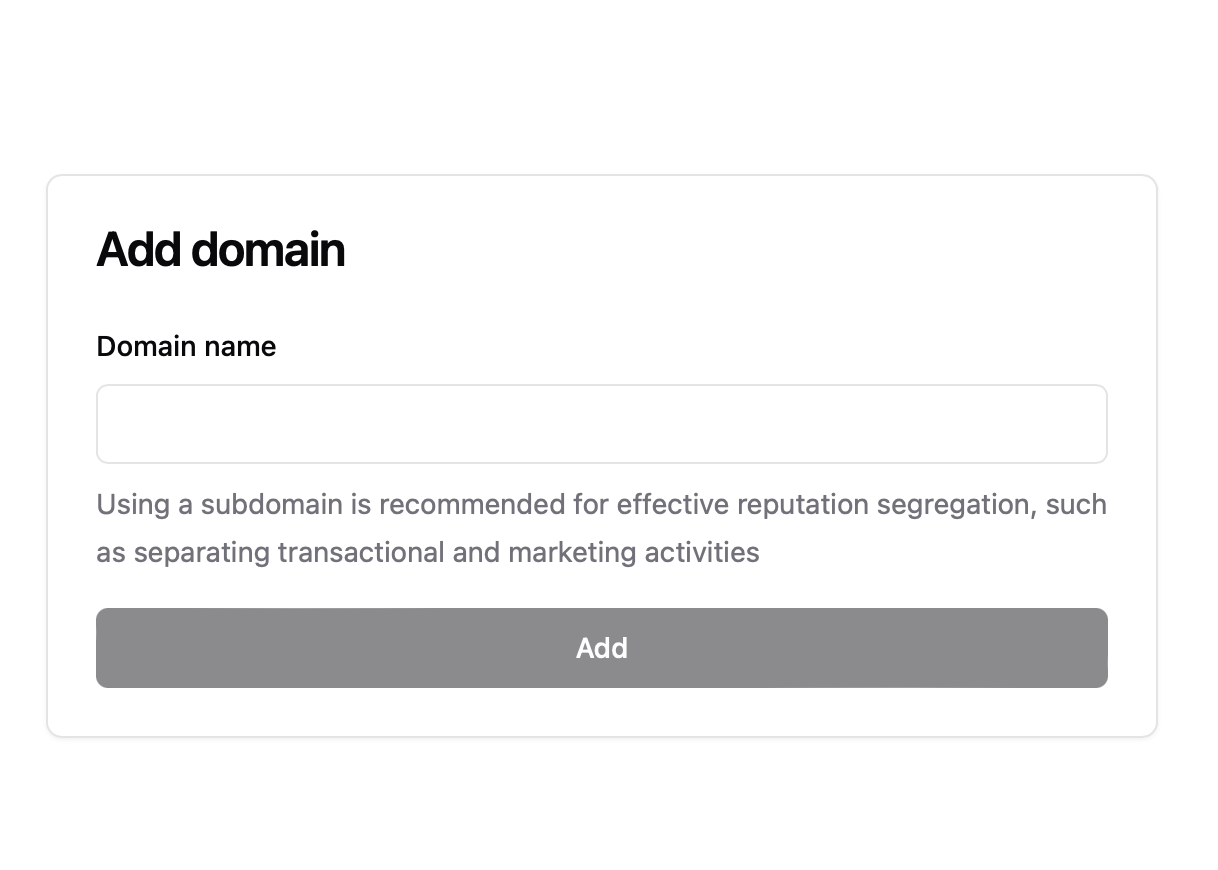 Add domain
Domain name
Using a subdomain is recommended for effective reputation segregation, such
as separating transactional and marketing activities
Add